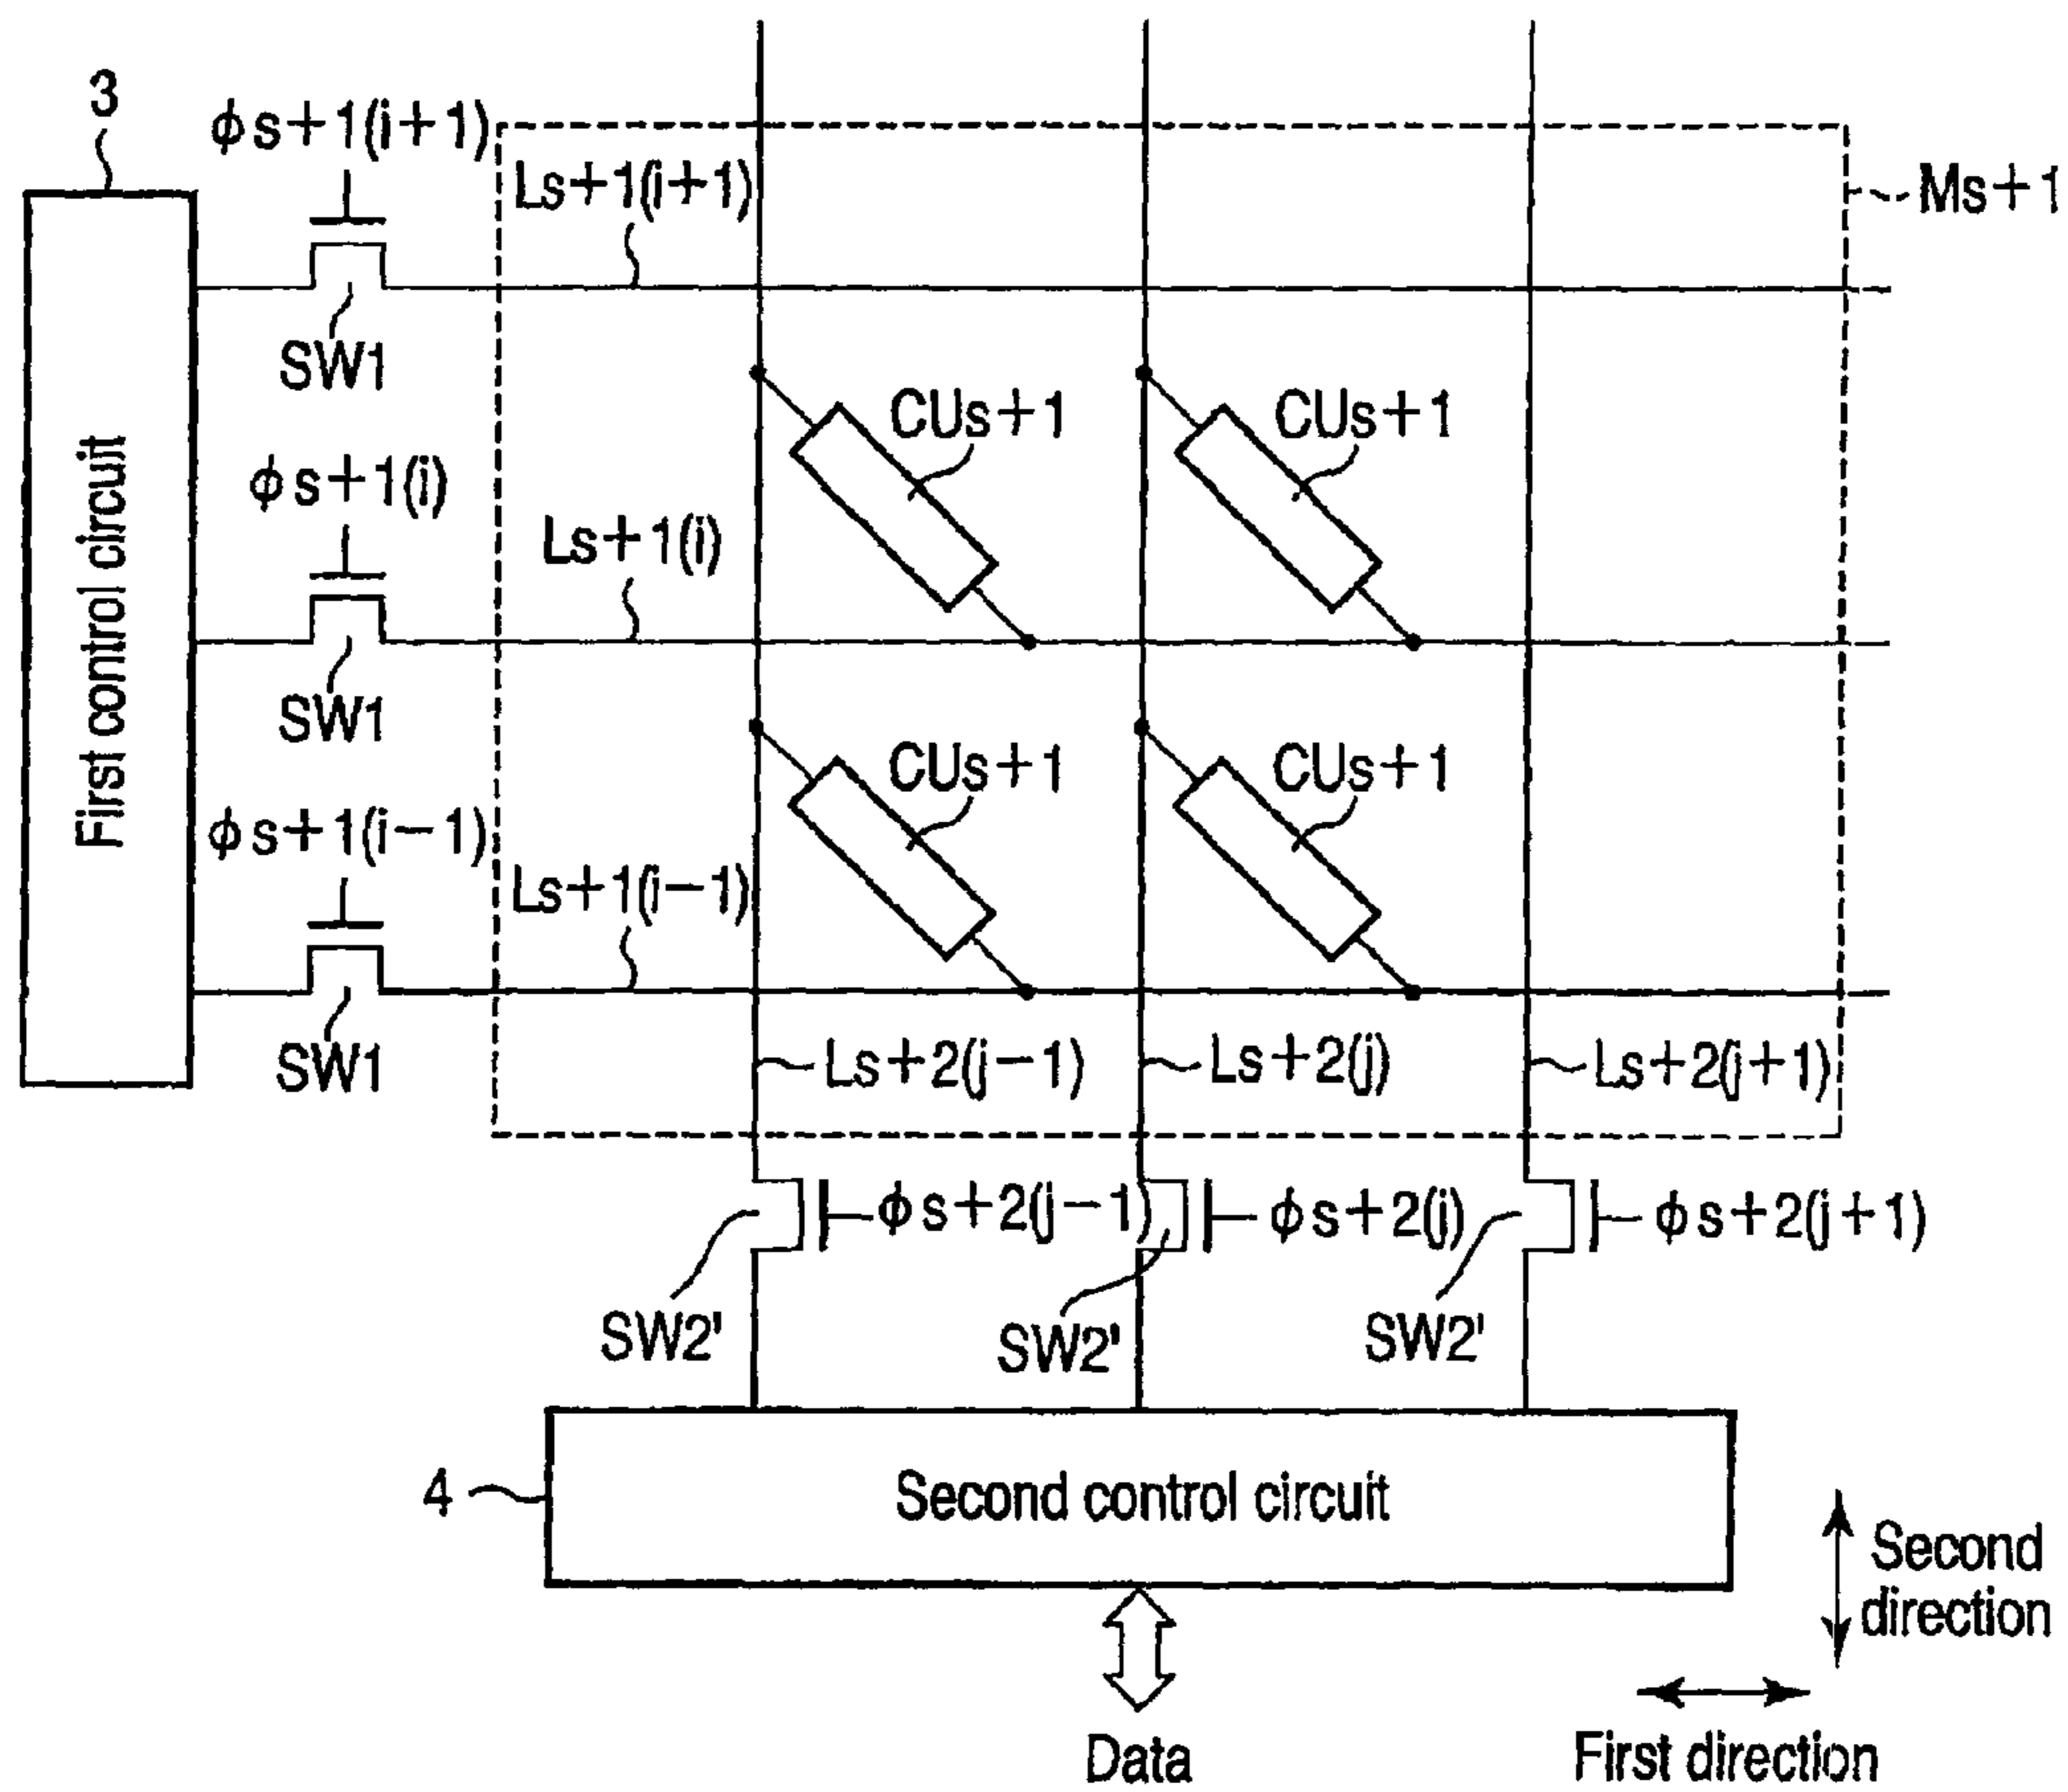 3
ϕs+1(i+1)
Ls+1(i+1)
Ms+1
SW1
CUs+1
CUs+1
First control circuit
ϕs+1(i)
Ls+1(i)
SW1
CUs+1
CUs+1
ϕs+1(i−1)
Ls+1(i−1)
SW1
Ls+2(j−1)
Ls+2(j)
Ls+2(j+1)
ϕs+2(j−1)
ϕs+2(j)
ϕs+2(j+1)
SW2'
SW2'
SW2'
4
Second control circuit
Second
direction
Data
First direction